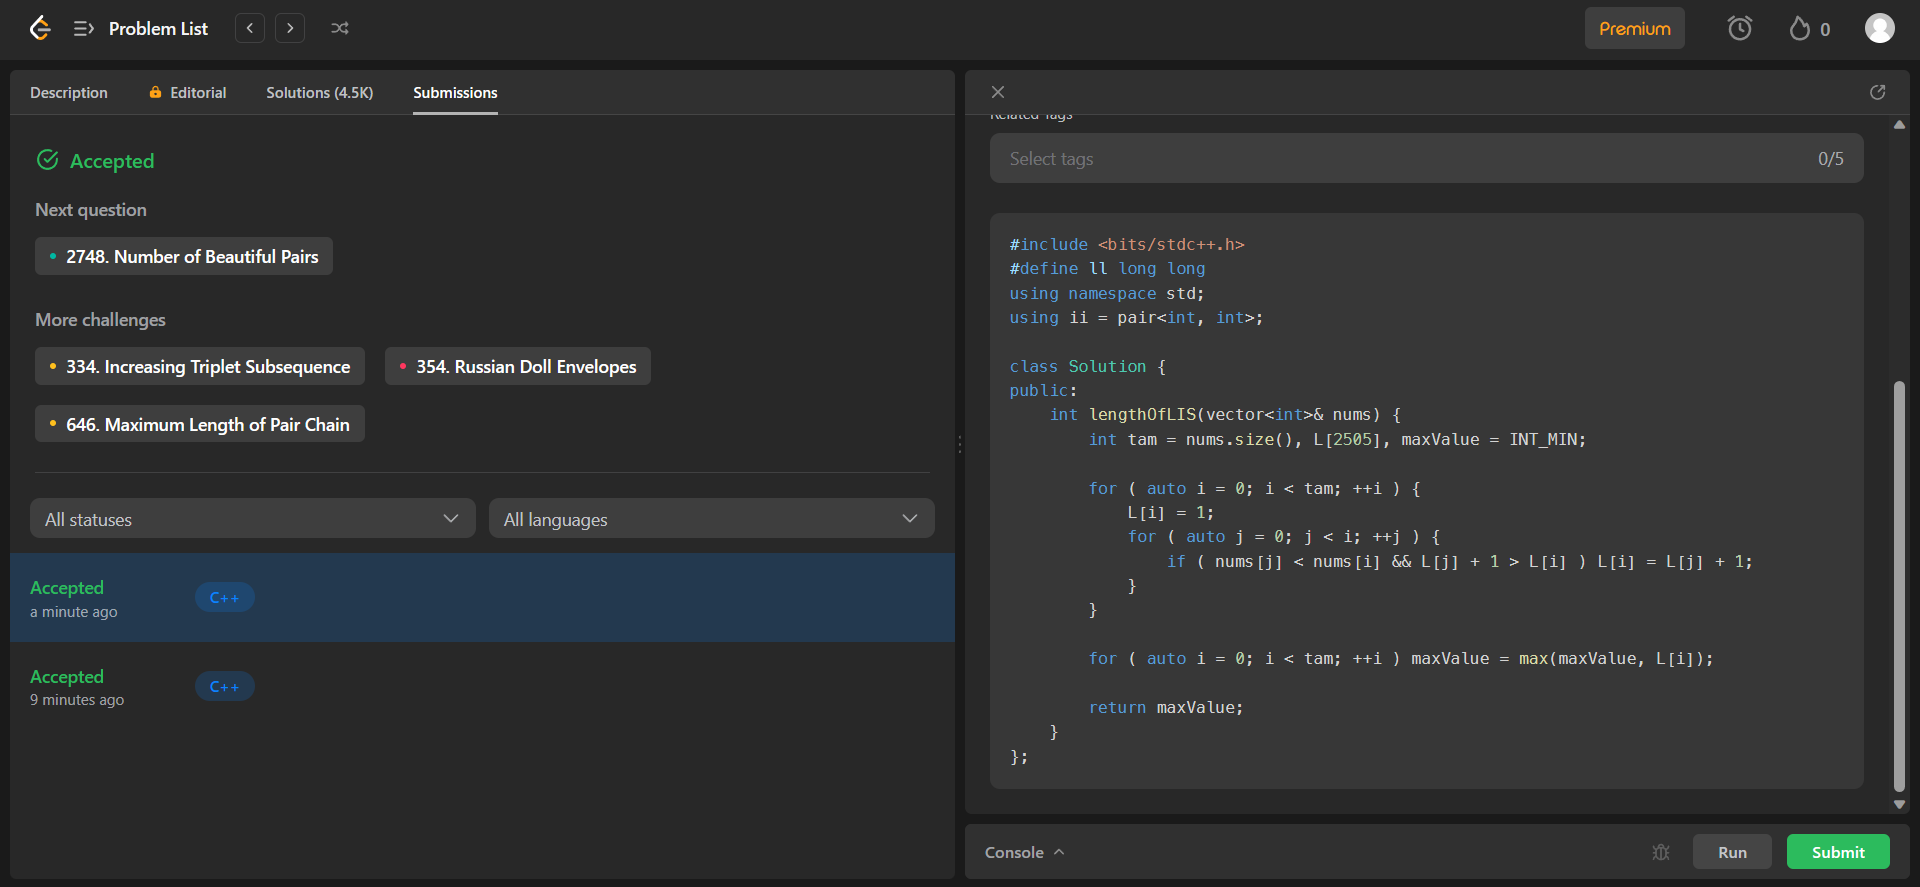 Problem List
Premium
0
Description
Editorial
Solutions (4.5K)
Submissions
Accepted
Next question
2748. Number of Beautiful Pairs
More challenges
334. Increasing Triplet Subsequence
354. Russian Doll Envelopes
646. Maximum Length of Pair Chain
All statuses
All languages
Accepted
a minute ago
C++
Accepted
9 minutes ago
C++
Related Tags
Select tags
0/5
#include <bits/stdc++.h>
#define ll long long
using namespace std;
using ii = pair<int, int>;
class Solution {
public:
    int lengthOfLIS(vector<int>& nums) {
        int tam = nums.size(), L[2505], maxValue = INT_MIN;
        for ( auto i = 0; i < tam; ++i ) {
            L[i] = 1;
            for ( auto j = 0; j < i; ++j ) {
                if ( nums[j] < nums[i] && L[j] + 1 > L[i] ) L[i] = L[j] + 1;
            }
        }
        for ( auto i = 0; i < tam; ++i ) maxValue = max(maxValue, L[i]);
        return maxValue;
    }
};
Console
Run
Submit